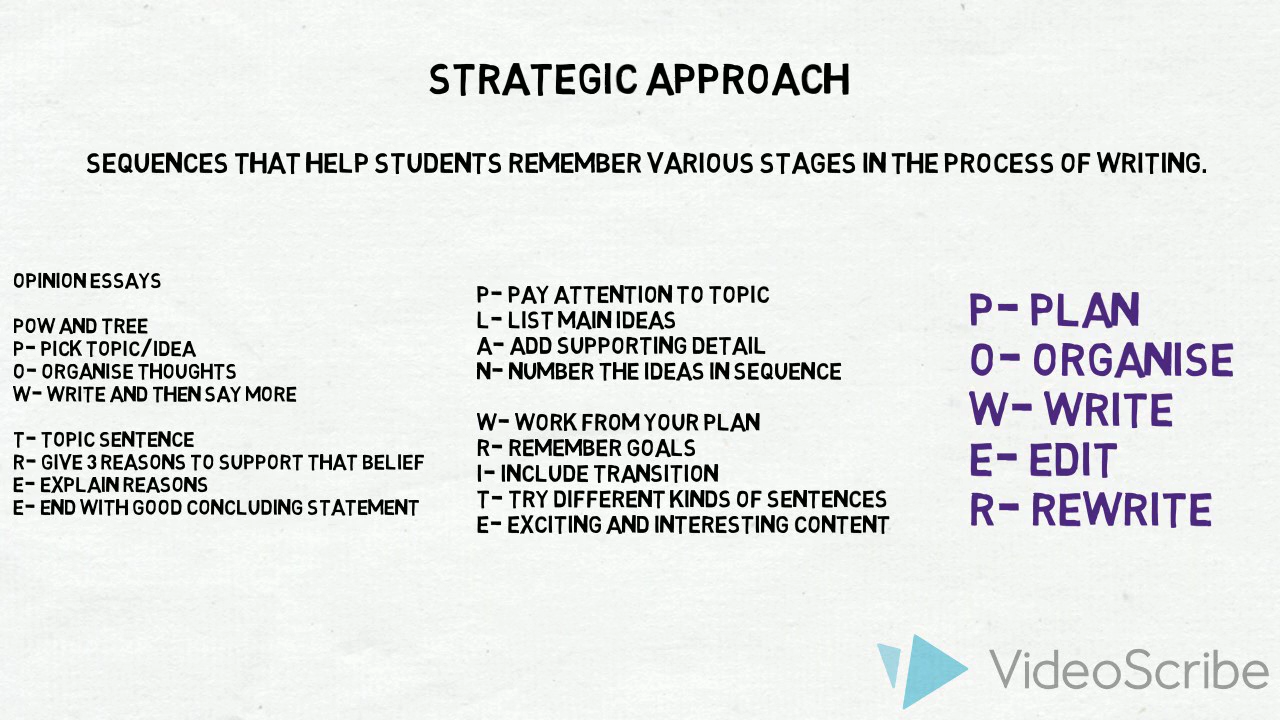 STRATEGIC APPROACH
SEQUENCES THAT HELP STUDENTS REMEMBER VARIOUS STAGES IN THE PROCESS OF WRITING.
OPINION ESSAYS
POW AND TREE
P- PICK TOPIC/IDEA
O- ORGANISE THOUGHTS
W- WRITE AND THEN SAY MORE
T- TOPIC SENTENCE
R- GIVE 3 REASONS TO SUPPORT THAT BELIEF
E- EXPLAIN REASONS
E- END WITH GOOD CONCLUDING STATEMENT
P- PAY ATTENTION TO TOPIC
L- LIST MAIN IDEAS
A- ADD SUPPORTING DETAIL
N- NUMBER THE IDEAS IN SEQUENCE
W- WORK FROM YOUR PLAN
R- REMEMBER GOALS
I- INCLUDE TRANSITION
T- TRY DIFFERENT KINDS OF SENTENCES
E- EXCITING AND INTERESTING CONTENT
P- PLAN
O- ORGANISE
W- WRITE
E- EDIT
R- REWRITE
VideoScribe